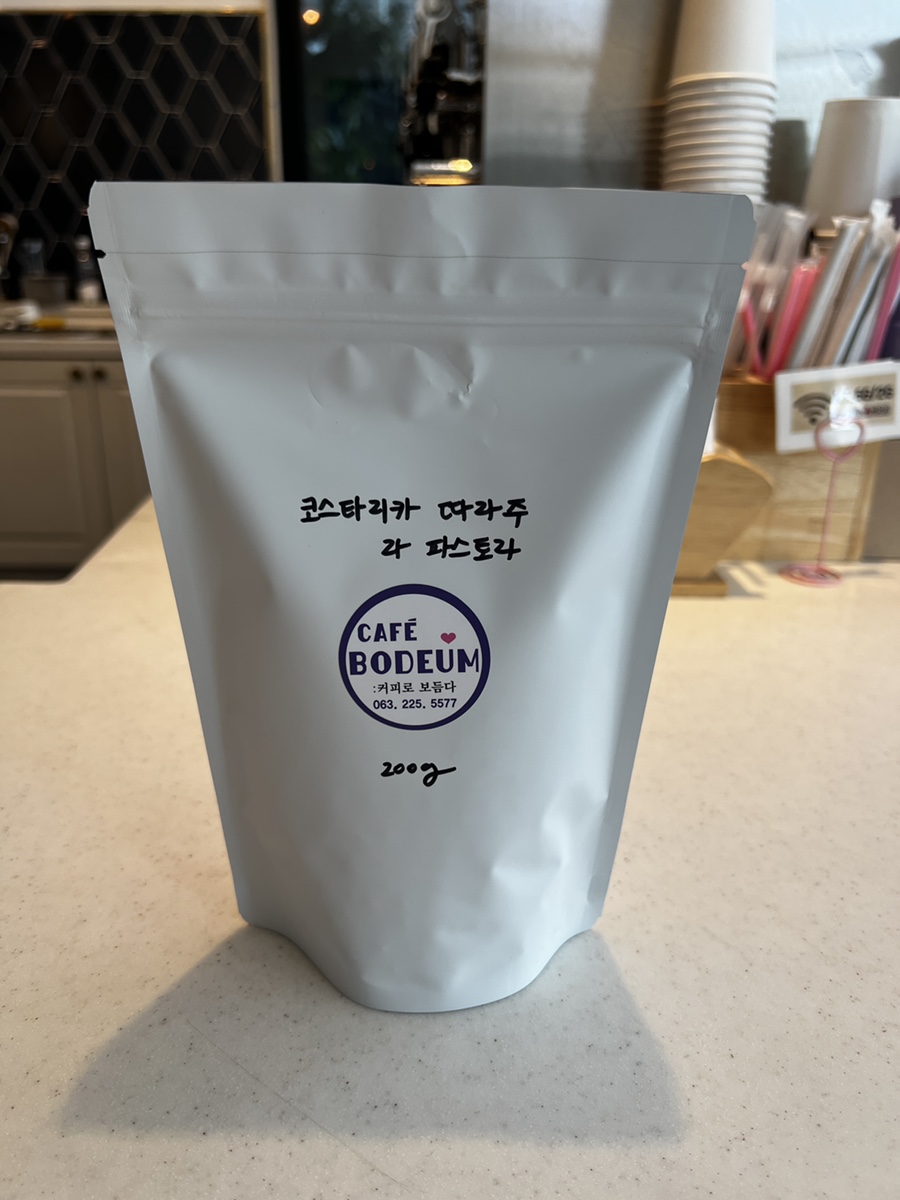 코스타리카 따라주
라 파스토라
CAFÉ
BODEUM
:커피로 보듬다
063. 225. 5577
200g